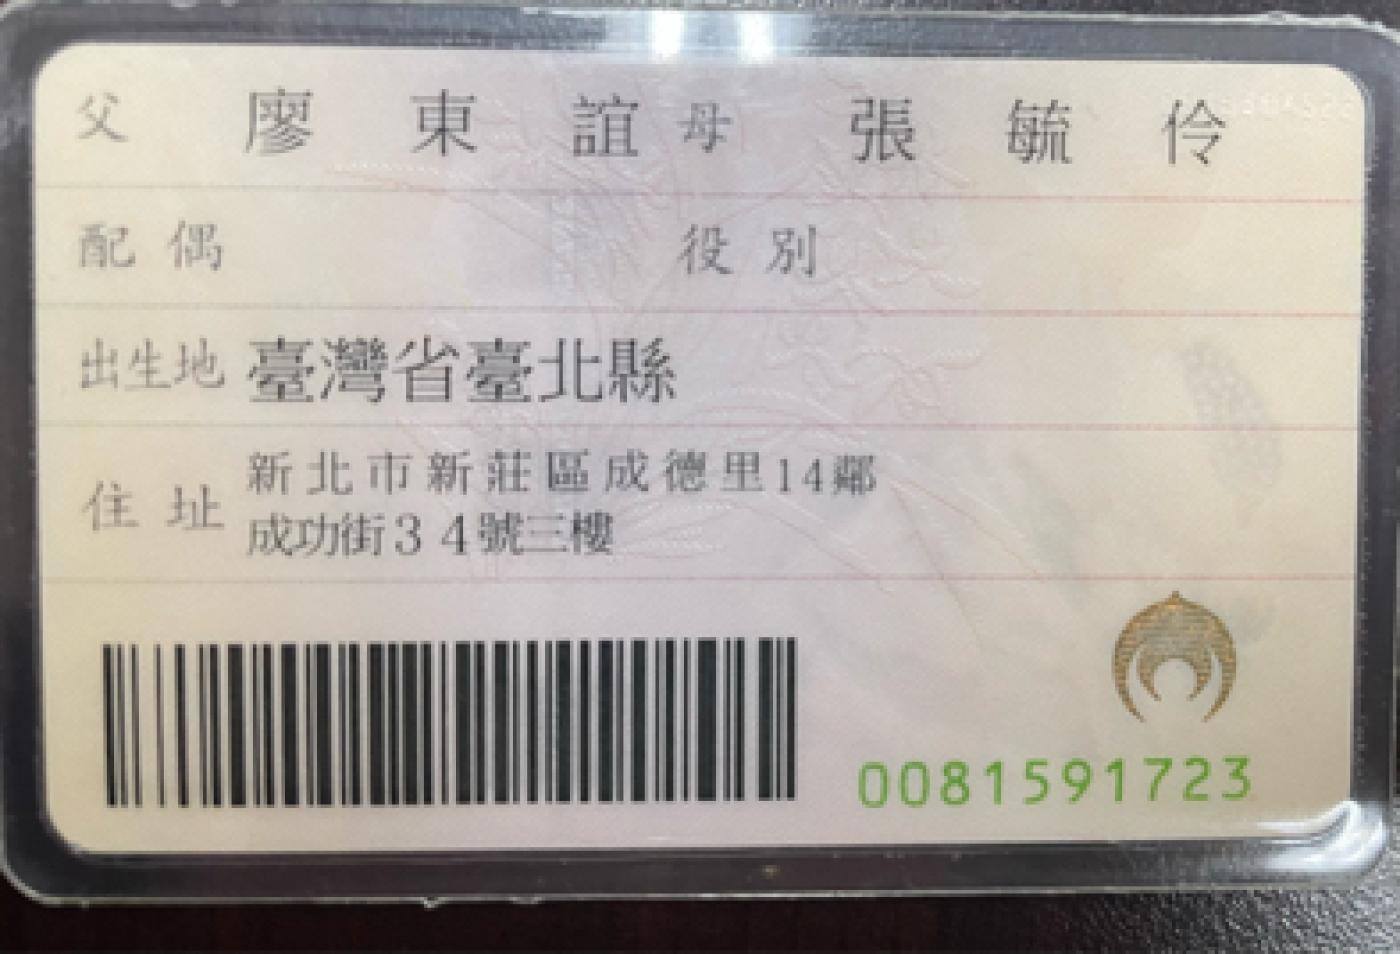 父 廖東誼 母 張毓伶
配偶 役別
出生地 臺灣省臺北縣
住址 新北市新莊區成德里14鄰
成功街34號三樓
0081591723